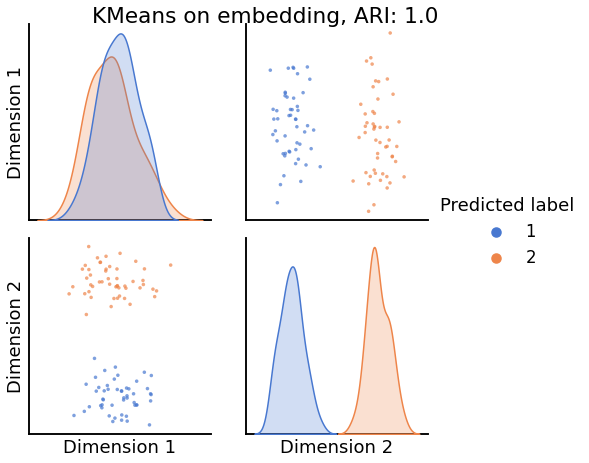 KMeans on embedding, ARI: 1.0
Dimension 1
Predicted label
1
2
Dimension 2
Dimension 1
Dimension 2